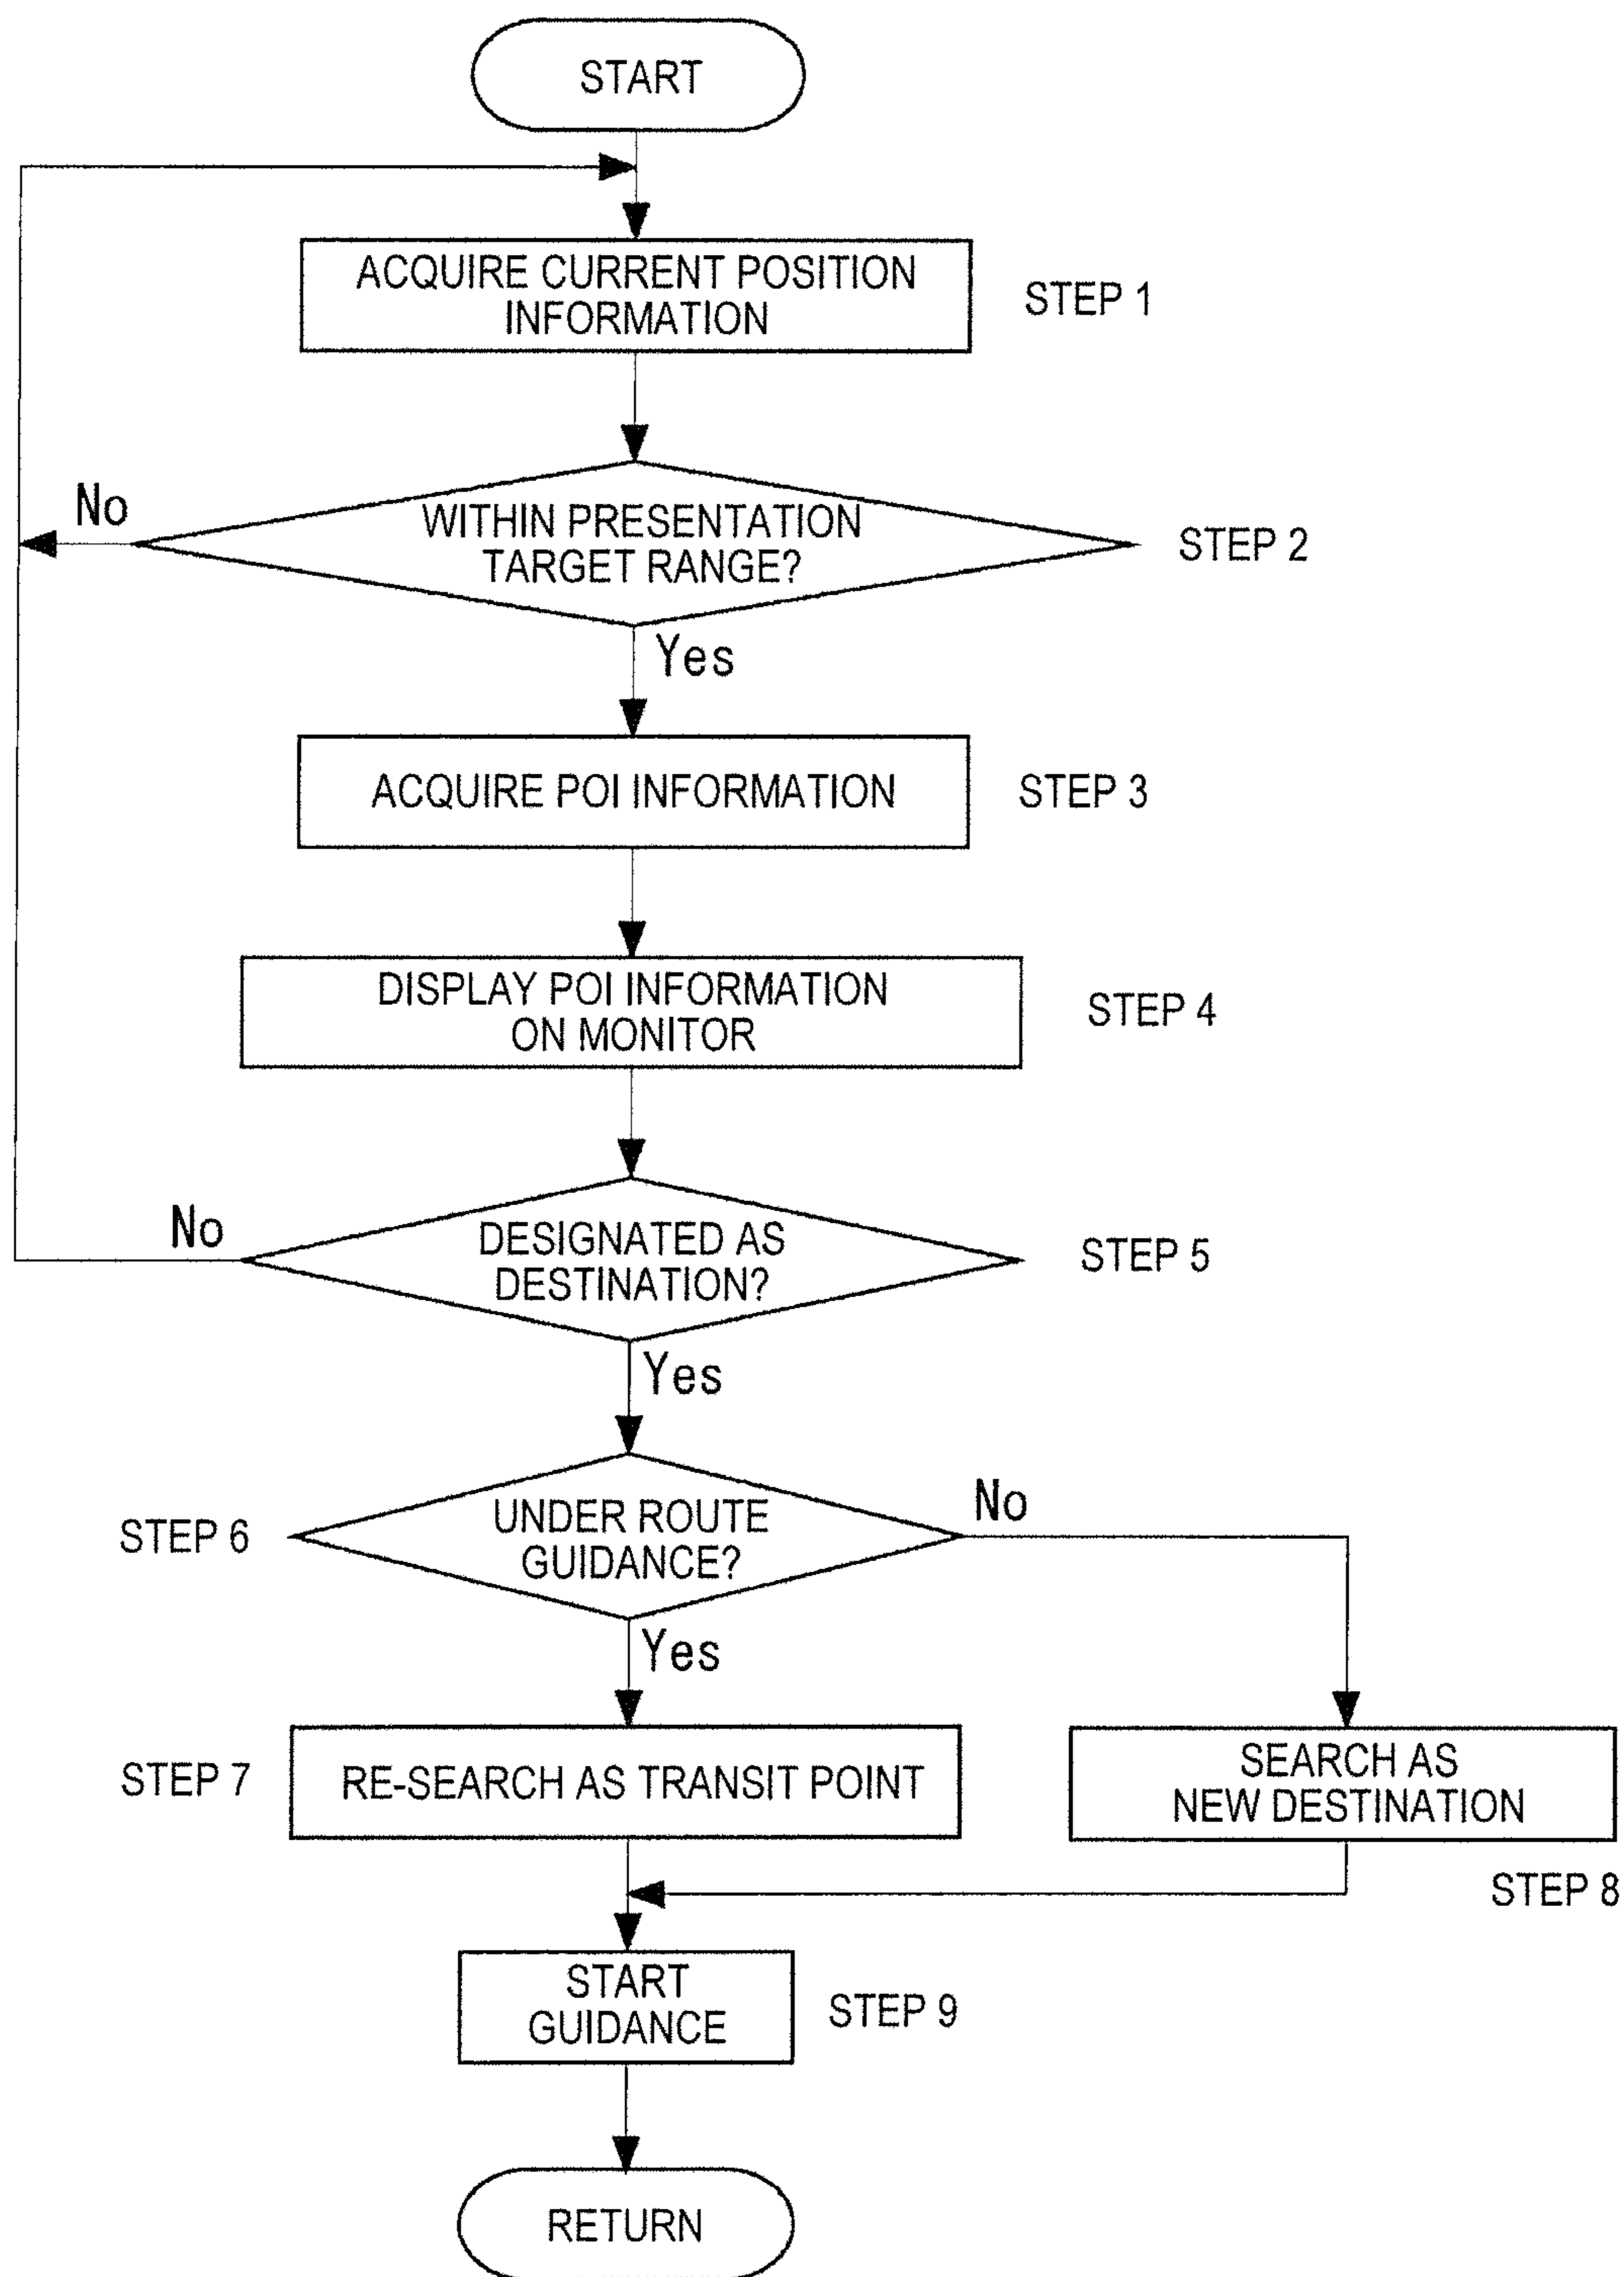 START
ACQUIRE CURRENT POSITION
INFORMATION
STEP 1
No
WITHIN PRESENTATION
TARGET RANGE?
STEP 2
Yes
ACQUIRE POI INFORMATION
STEP 3
DISPLAY POI INFORMATION
ON MONITOR
STEP 4
No
DESIGNATED AS
DESTINATION?
STEP 5
Yes
STEP 6
UNDER ROUTE
GUIDANCE?
No
Yes
STEP 7
RE-SEARCH AS TRANSIT POINT
SEARCH AS
NEW DESTINATION
STEP 8
START
GUIDANCE
STEP 9
RETURN